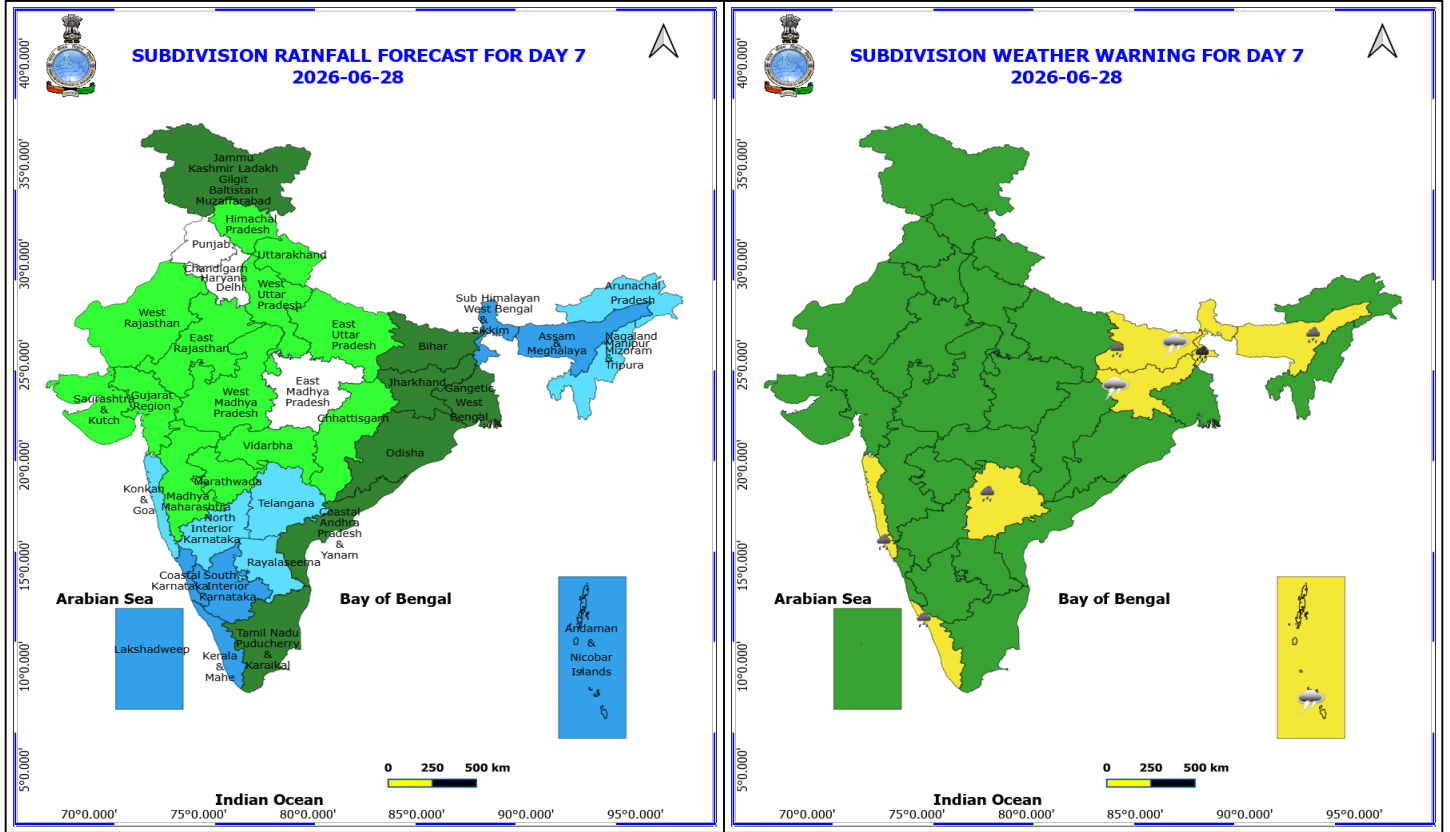 SUBDIVISION RAINFALL FORECAST FOR DAY 7
2026-06-28
40°0.000'
35°0.000'
30°0.000'
25°0.000'
20°0.000'
15°0.000'
10°0.000'
5°0.000'
Jammu
Kashmir Ladakh
Gilgit
Baltistan
Muzaffarabad
Himachal
Pradesh
Punjab
Uttarakhand
Chandigarh
Haryana
Delhi
West
Uttar
Pradesh
West
Rajasthan
East
Rajasthan
East
Uttar
Pradesh
Sub Himalayan
West Bengal
&
Sikkim
Arunachal
Pradesh
Assam
&
Meghalaya
Nagaland
Manipur
Mizoram
&
Tripura
Bihar
Jharkhand
Gangetic
West
Bengal
East
Madhya
Pradesh
West
Madhya
Pradesh
Saurashtra
&
Kutch
Gujarat
Region
Chhattisgarh
Vidarbha
Odisha
Marathwada
Madhya
Maharashtra
Konkan
&
Goa
Telangana
North
Interior
Karnataka
Coastal
Andhra
Pradesh
&
Yanam
Rayalaseema
Coastal
Karnataka
South
Interior
Karnataka
Arabian Sea
Bay of Bengal
Lakshadweep
Kerala
&
Mahe
Tamil Nadu
Puducherry
&
Karaikal
Andaman
&
Nicobar
Islands
0 250 500 km
Indian Ocean
70°0.000' 75°0.000' 80°0.000' 85°0.000' 90°0.000' 95°0.000'
SUBDIVISION WEATHER WARNING FOR DAY 7
2026-06-28
40°0.000'
35°0.000'
30°0.000'
25°0.000'
20°0.000'
15°0.000'
10°0.000'
5°0.000'
Arabian Sea
Bay of Bengal
0 250 500 km
Indian Ocean
70°0.000' 75°0.000' 80°0.000' 85°0.000' 90°0.000' 95°0.000'